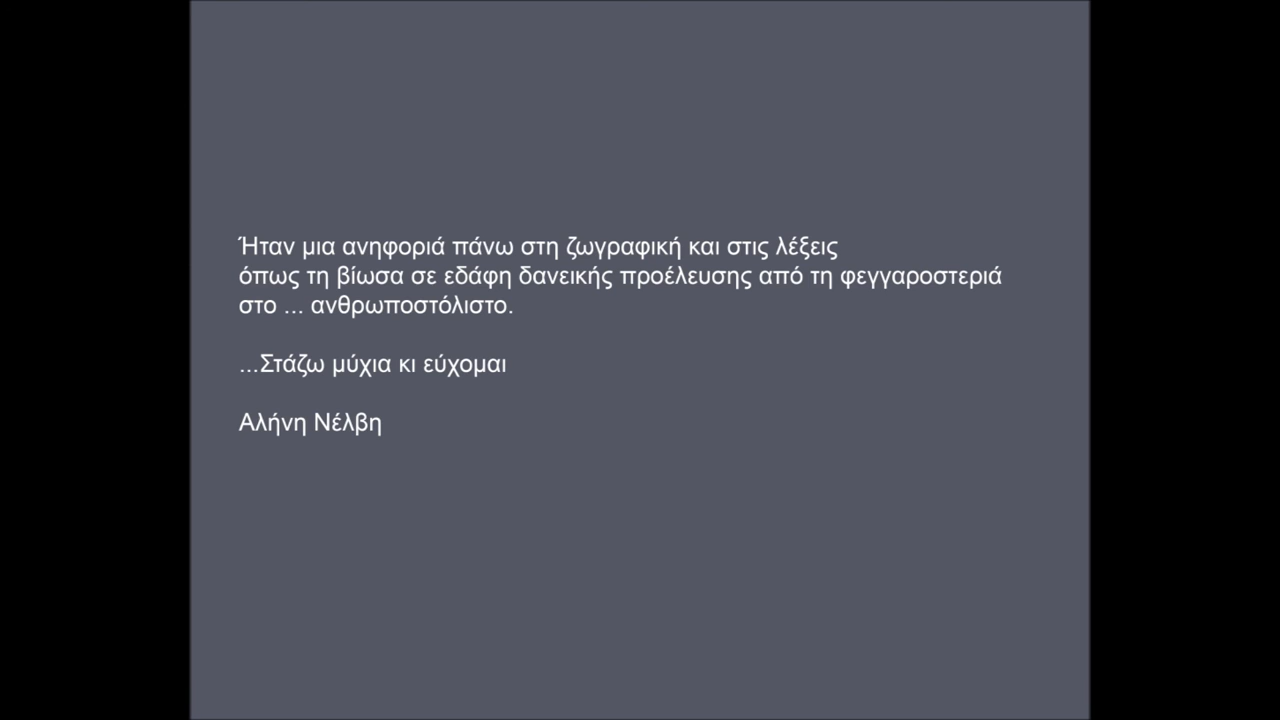 Ήταν μια ανηφοριά πάνω στη ζωγραφική και στις λέξεις
όπως τη βίωσα σε εδάφη δανεικής προέλευσης από τη φεγγαροστεριά
στο ... ανθρωποστόλιστο.
...Στάζω μύχια κι εύχομαι
Αλήνη Νέλβη